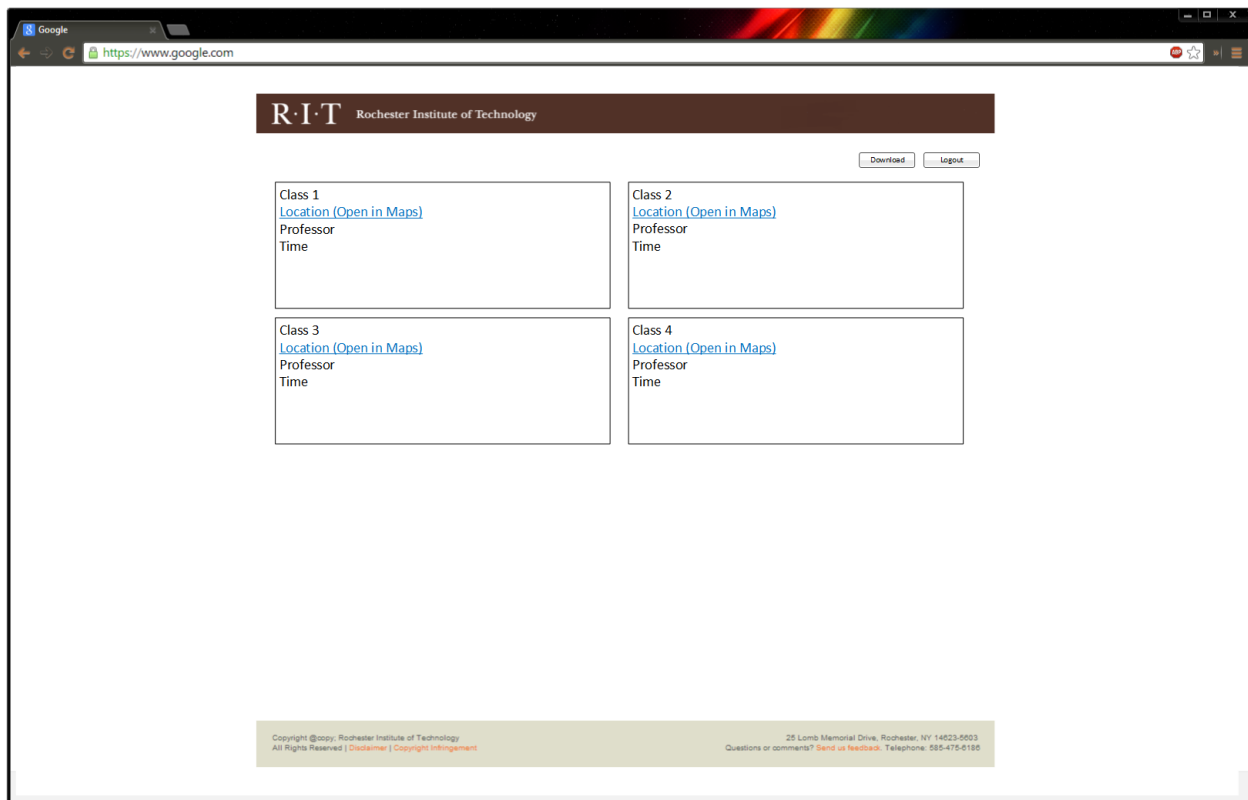 Google
https://www.google.com
ABP
R·I·T Rochester Institute of Technology
Download Logout
Class 1
Location (Open in Maps)
Professor
Time
Class 2
Location (Open in Maps)
Professor
Time
Class 3
Location (Open in Maps)
Professor
Time
Class 4
Location (Open in Maps)
Professor
Time
Copyright @copy; Rochester Institute of Technology
All Rights Reserved | Disclaimer | Copyright Infringement
25 Lomb Memorial Drive, Rochester, NY 14623-5603
Questions or comments? Send us feedback. Telephone: 585-475-6186